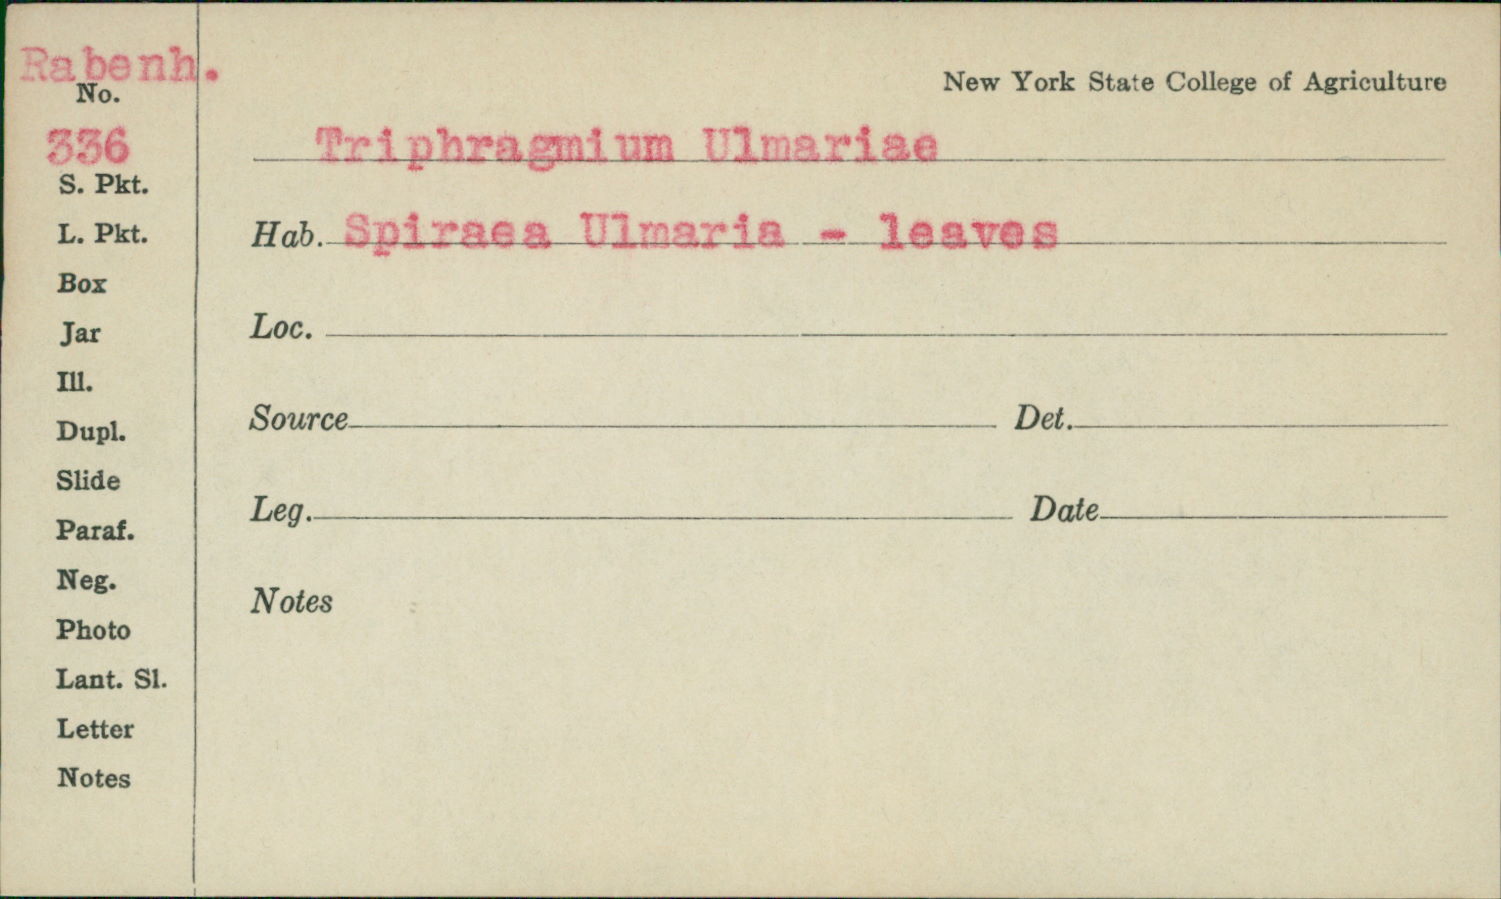 Rabenh.
No.
336
S. Pkt.
L. Pkt.
Box
Jar
Ill.
Dupl.
Slide
Paraf.
Neg.
Photo
Lant. Sl.
Letter
Notes
New York State College of Agriculture
Triphragmium Ulmariae
Hab. Spiraea Ulmaria - leaves
Loc.
Source Det.
Leg. Date
Notes